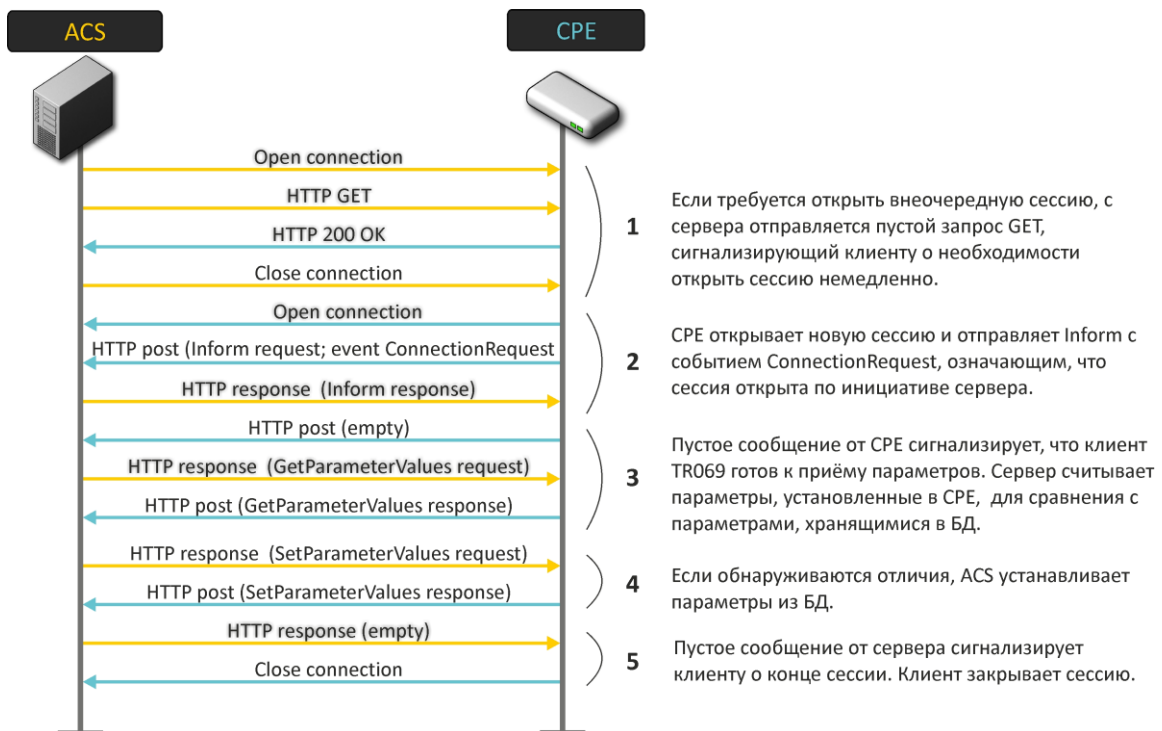 ACS
CPE
Open connection
HTTP GET
HTTP 200 OK
Close connection
1
Если требуется открыть внеочередную сессию, с
сервера отправляется пустой запрос GET,
сигнализирующий клиенту о необходимости
открыть сессию немедленно.
Open connection
HTTP post (Inform request; event ConnectionRequest
HTTP response (Inform response)
2
CPE открывает новую сессию и отправляет Inform с
событием ConnectionRequest, означающим, что
сессия открыта по инициативе сервера.
HTTP post (empty)
HTTP response (GetParameterValues request)
HTTP post (GetParameterValues response)
3
Пустое сообщение от CPE сигнализирует, что клиент
TR069 готов к приёму параметров. Сервер считывает
параметры, установленные в CPE, для сравнения с
параметрами, хранящимися в БД.
HTTP response (SetParameterValues request)
HTTP post (SetParameterValues response)
4
Если обнаруживаются отличия, ACS устанавливает
параметры из БД.
HTTP response (empty)
Close connection
5
Пустое сообщение от сервера сигнализирует
клиенту о конце сессии. Клиент закрывает сессию.